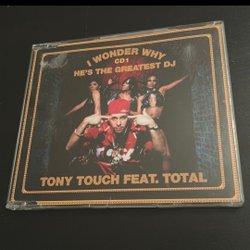 I WONDER WHY
CD1
HE'S THE GREATEST DJ
TONY TOUCH FEAT. TOTAL